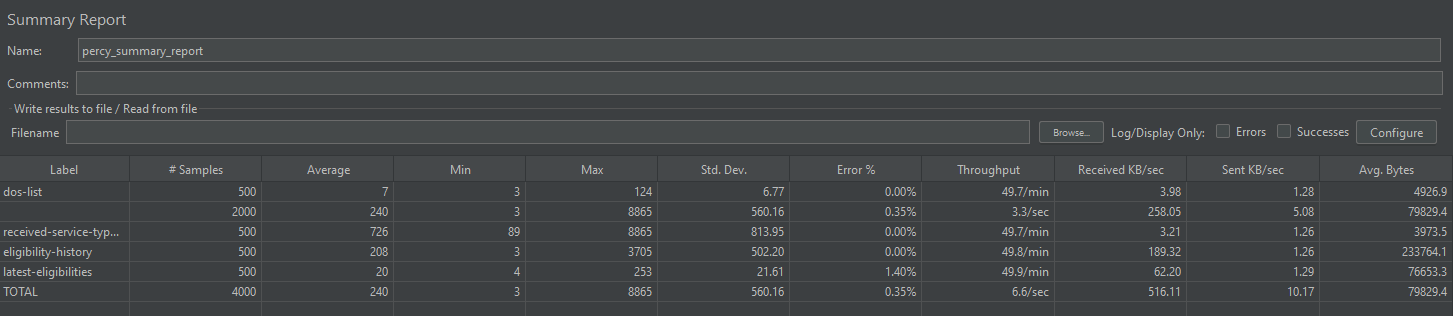 Summary Report
Name: percy_summary_report
Comments:
Write results to file / Read from file
Filename Browse... Log/Display Only: Errors Successes Configure
Label # Samples Average Min Max Std. Dev. Error % Throughput Received KB/sec Sent KB/sec Avg. Bytes
dos-list 500 7 3 124 6.77 0.00% 49.7/min 3.98 1.28 4926.9
2000 240 3 8865 560.16 0.35% 3.3/sec 258.05 5.08 79829.4
received-service-typ... 500 726 89 8865 813.95 0.00% 49.7/min 3.21 1.26 3973.5
eligibility-history 500 208 3 3705 502.20 0.00% 49.8/min 189.32 1.26 233764.1
latest-eligibilities 500 20 4 253 21.61 1.40% 49.9/min 62.20 1.29 76653.3
TOTAL 4000 240 3 8865 560.16 0.35% 6.6/sec 516.11 10.17 79829.4